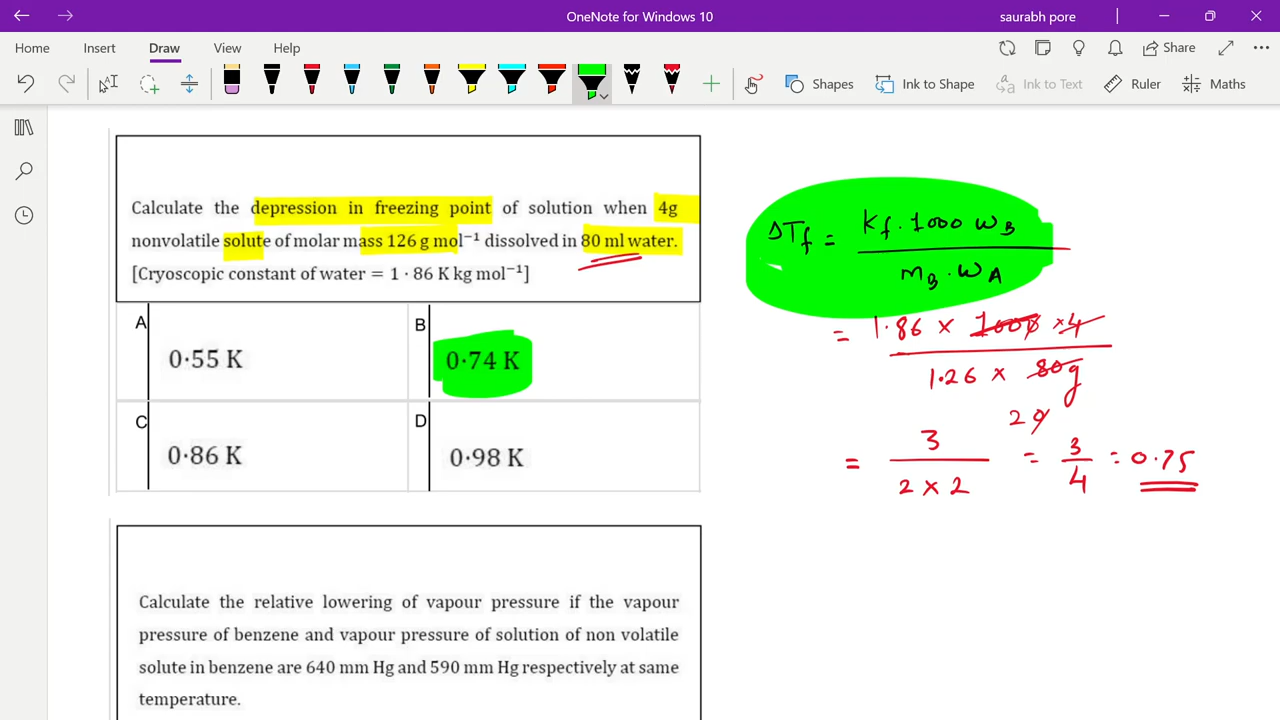 OneNote for Windows 10
saurabh pore
Home Insert Draw View Help
Share
Shapes Ink to Shape Ink to Text Ruler Maths
Calculate the depression in freezing point of solution when 4g
nonvolatile solute of molar mass 126 g mol⁻¹ dissolved in 80 ml water.
[Cryoscopic constant of water = 1 · 86 K kg mol⁻¹]
A
0·55 K
B
0·74 K
C
0·86 K
D
0·98 K
ΔTf = Kf · 1000 WB / MB · WA
= 1.86 × 1000 × 4 / 1.26 × 80g
20
= 3 / 2 × 2 = 3 / 4 = 0.75
Calculate the relative lowering of vapour pressure if the vapour
pressure of benzene and vapour pressure of solution of non volatile
solute in benzene are 640 mm Hg and 590 mm Hg respectively at same
temperature.